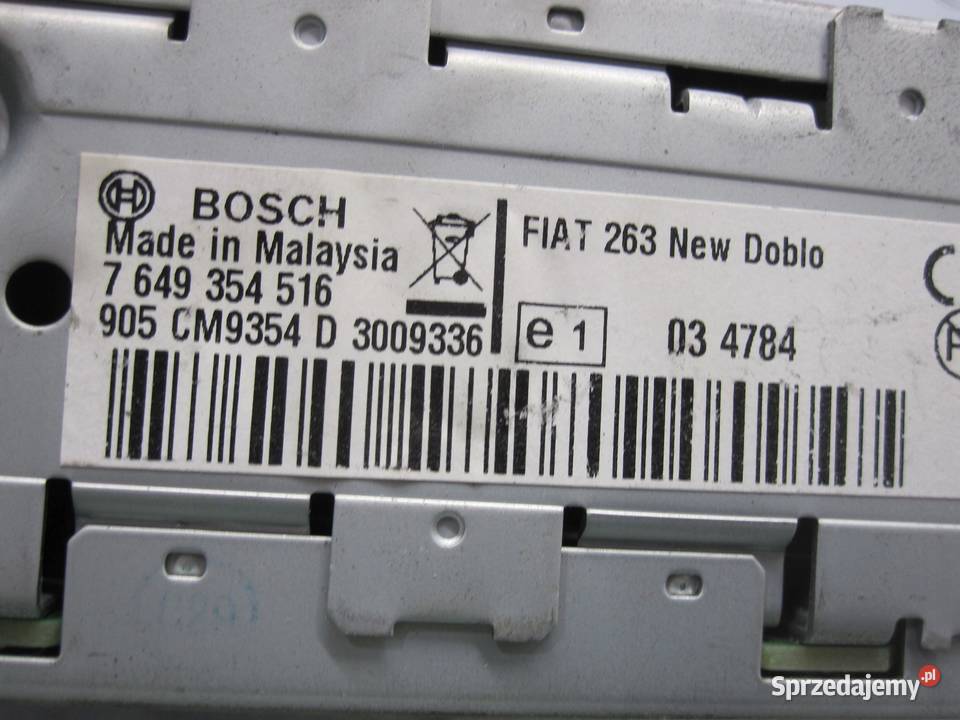 BOSCH
Made in Malaysia
7 649 354 516
905 CM9354 D 3009336
FIAT 263 New Doblo
e 1 03 4784
Sprzedajemy.pl